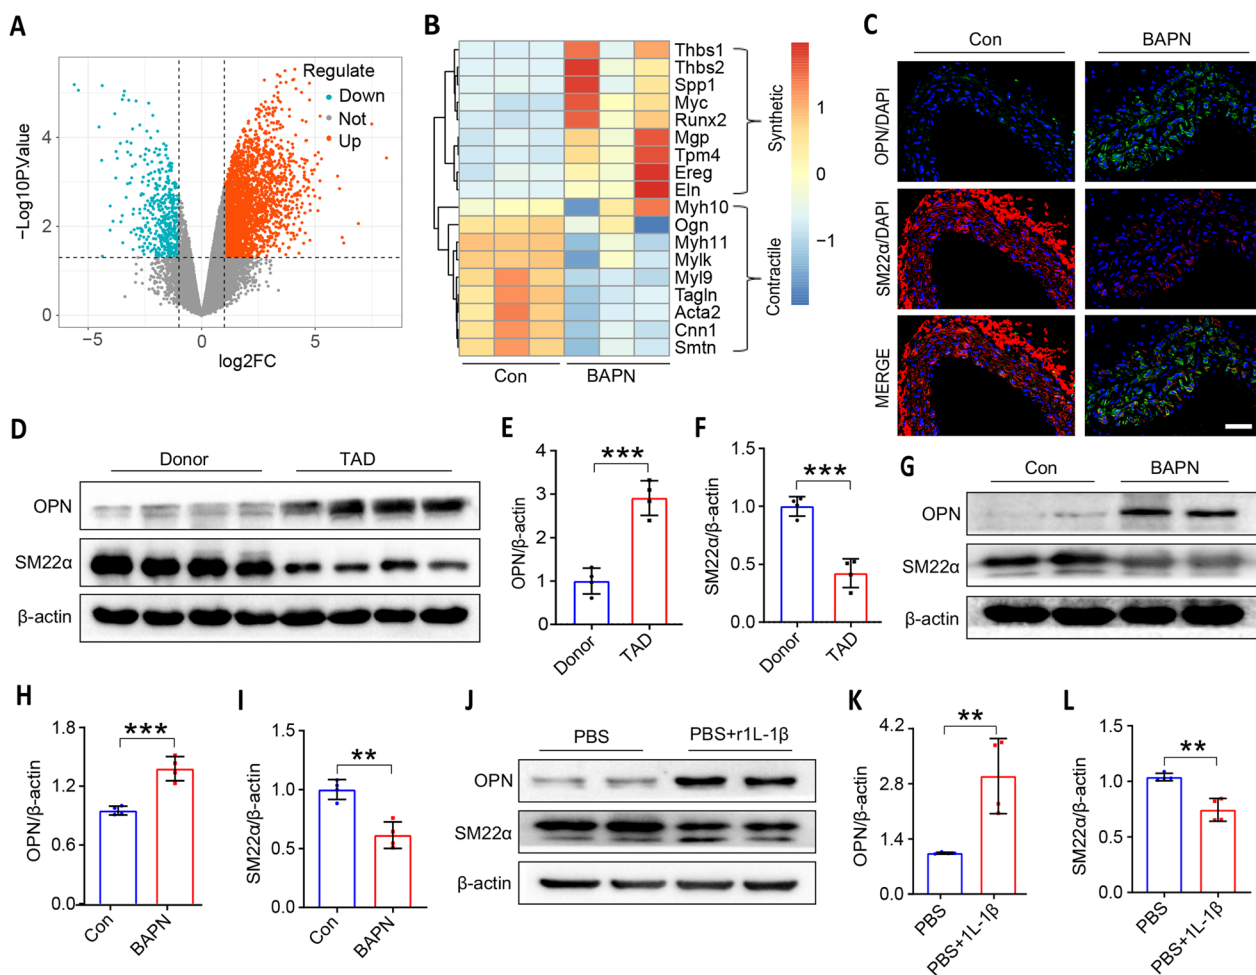 A
Regulate
Down
Not
Up
−Log10PValue
4
2
0
−5
0
5
log2FC
B
Thbs1
Thbs2
Spp1
Myc
Runx2
Mgp
Tpm4
Ereg
Eln
Myh10
Ogn
Myh11
Mylk
Myl9
Tagln
Acta2
Cnn1
Smtn
Synthetic
Contractile
1
0
−1
Con
BAPN
C
Con
BAPN
OPN/DAPI
SM22α/DAPI
MERGE
D
Donor
TAD
OPN
SM22α
β-actin
E
OPN/β-actin
4
3
2
1
0
***
Donor
TAD
F
SM22α/β-actin
1.5
1.0
0.5
0.0
***
Donor
TAD
G
Con
BAPN
OPN
SM22α
β-actin
H
OPN/β-actin
1.8
1.2
0.6
0.0
***
Con
BAPN
I
SM22α/β-actin
1.5
1.0
0.5
0.0
**
Con
BAPN
J
PBS
PBS+r1L-1β
OPN
SM22α
β-actin
K
OPN/β-actin
4.2
2.8
1.4
0.0
**
PBS
PBS+1L-1β
L
SM22α/β-actin
1.5
1.0
0.5
0.0
**
PBS
PBS+1L-1β